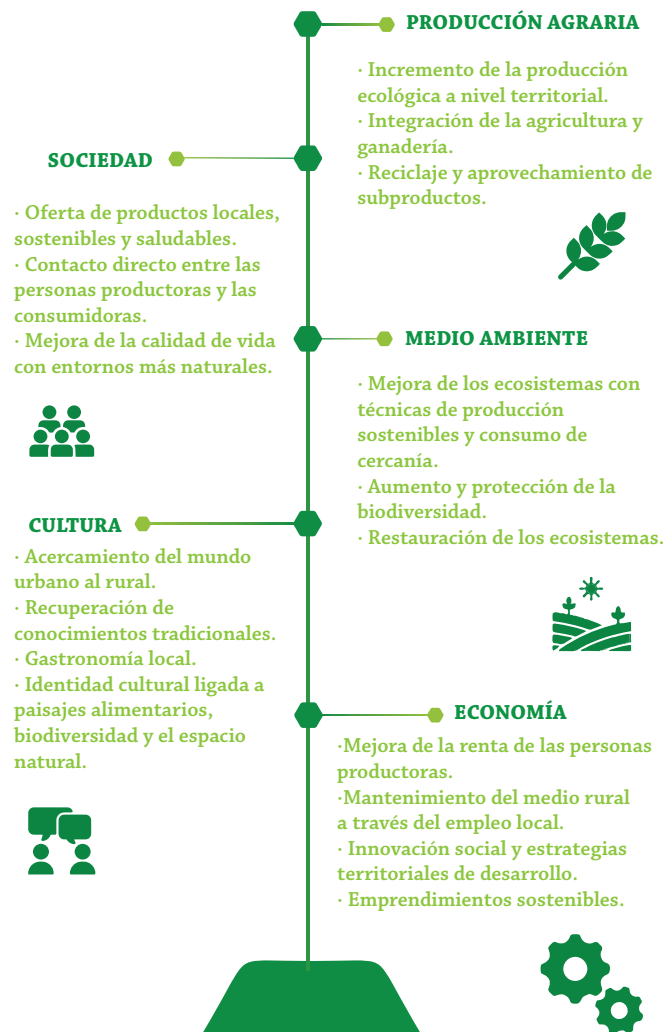 PRODUCCIÓN AGRARIA
· Incremento de la producción
ecológica a nivel territorial.
· Integración de la agricultura y
ganadería.
· Reciclaje y aprovechamiento de
subproductos.
SOCIEDAD
· Oferta de productos locales,
sostenibles y saludables.
· Contacto directo entre las
personas productoras y las
consumidoras.
· Mejora de la calidad de vida
con entornos más naturales.
MEDIO AMBIENTE
· Mejora de los ecosistemas con
técnicas de producción
sostenibles y consumo de
cercanía.
· Aumento y protección de la
biodiversidad.
· Restauración de los ecosistemas.
CULTURA
· Acercamiento del mundo
urbano al rural.
· Recuperación de
conocimientos tradicionales.
· Gastronomía local.
· Identidad cultural ligada a
paisajes alimentarios,
biodiversidad y el espacio
natural.
ECONOMÍA
·Mejora de la renta de las personas
productoras.
·Mantenimiento del medio rural
a través del empleo local.
· Innovación social y estrategias
territoriales de desarrollo.
· Emprendimientos sostenibles.